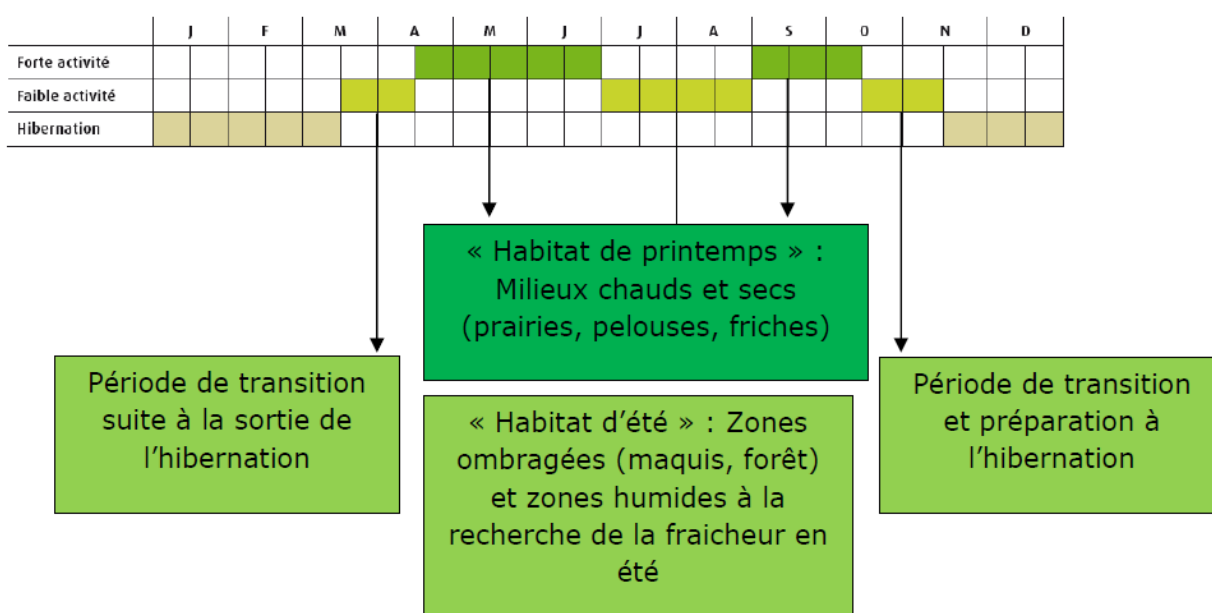 J F M A M J J A S O N D
Forte activité
Faible activité
Hibernation
« Habitat de printemps » :
Milieux chauds et secs
(prairies, pelouses, friches)
Période de transition
suite à la sortie de
l’hibernation
« Habitat d’été » : Zones
ombragées (maquis, forêt)
et zones humides à la
recherche de la fraicheur en
été
Période de transition
et préparation à
l’hibernation